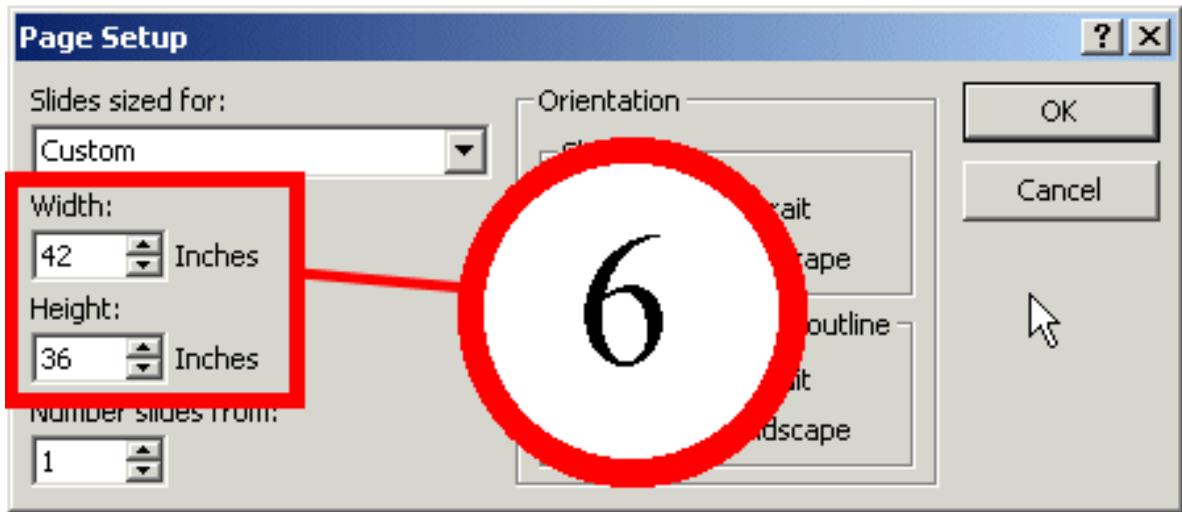 Page Setup
Slides sized for:
Custom
Width:
42 Inches
Height:
36 Inches
Number slides from:
1
Orientation
6
outline
OK
Cancel